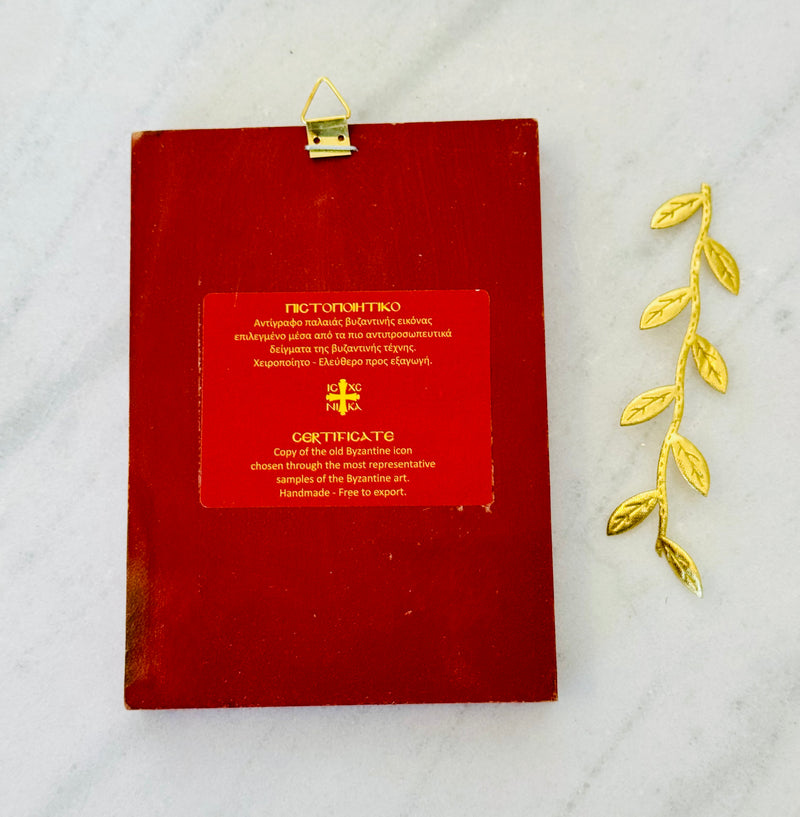 ΠΙΣΤΟΠΟΙΗΤΙΚΟ
Αντίγραφο παλαιάς βυζαντινής εικόνας
επιλεγμένο μέσα από τα πιο αντιπροσωπευτικά
δείγματα της βυζαντινής τέχνης.
Χειροποίητο - Ελεύθερο προς εξαγωγή.
IC XC
NI KA
CERTIFICATE
Copy of the old Byzantine icon
chosen through the most representative
samples of the Byzantine art.
Handmade - Free to export.